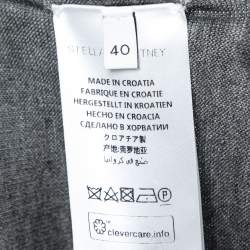 STELLA McCARTNEY
40
MADE IN CROATIA
FABRIQUE EN CROATIE
HERGESTELLT IN KROATIEN
HECHO EN CROACIA
СДЕЛАНО В ХОРВАТИИ
クロアチア製
产地:克罗地亚
صنع في كرواتيا
P
clevercare.info